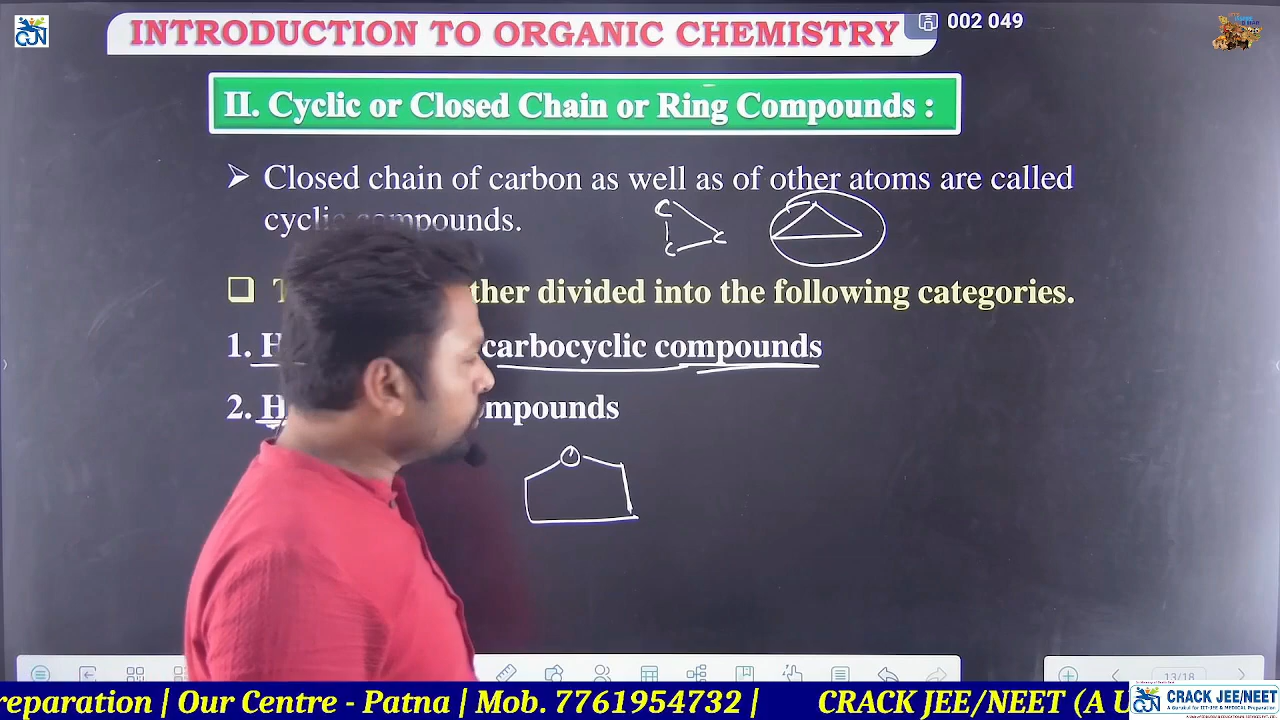 INTRODUCTION TO ORGANIC CHEMISTRY
002 049
II. Cyclic or Closed Chain or Ring Compounds :
➢ Closed chain of carbon as well as of other atoms are called
compounds.
C
C
C
ther divided into the following categories.
1. H carbocyclic compounds
2. H mpounds
O
13/18
reparation | Our Centre - Patna | Mob. 7761954732 | CRACK JEE/NEET (A U
CRACK JEE/NEET